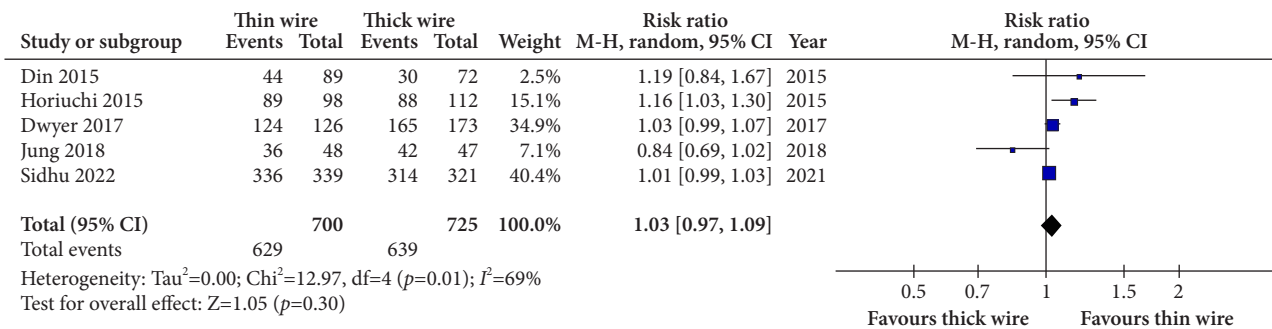 Thin wire Thick wire Risk ratio Risk ratio
Study or subgroup Events Total Events Total Weight M-H, random, 95% CI Year M-H, random, 95% CI
Din 2015 44 89 30 72 2.5% 1.19 [0.84, 1.67] 2015
Horiuchi 2015 89 98 88 112 15.1% 1.16 [1.03, 1.30] 2015
Dwyer 2017 124 126 165 173 34.9% 1.03 [0.99, 1.07] 2017
Jung 2018 36 48 42 47 7.1% 0.84 [0.69, 1.02] 2018
Sidhu 2022 336 339 314 321 40.4% 1.01 [0.99, 1.03] 2021
Total (95% CI) 700 725 100.0% 1.03 [0.97, 1.09]
Total events 629 639
Heterogeneity: Tau²=0.00; Chi²=12.97, df=4 (p=0.01); I²=69%
Test for overall effect: Z=1.05 (p=0.30)
0.5 0.7 1 1.5 2
Favours thick wire Favours thin wire